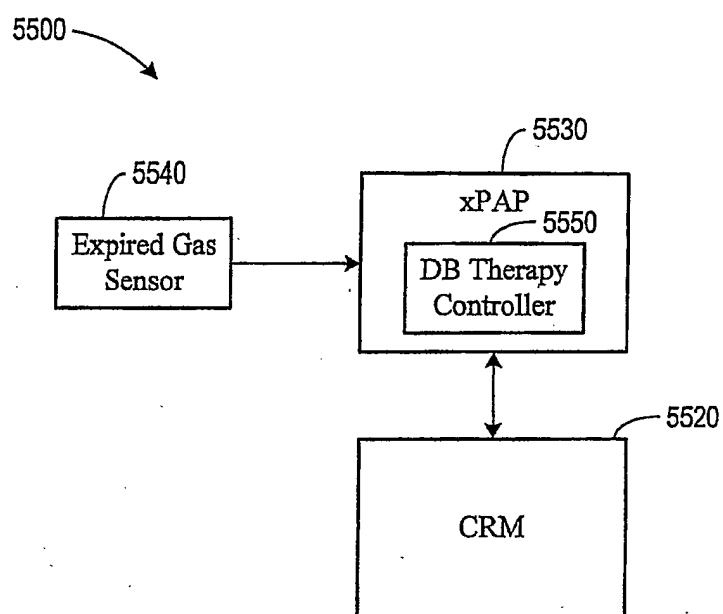 5500
5530
5540
xPAP
5550
Expired Gas
Sensor
DB Therapy
Controller
5520
CRM